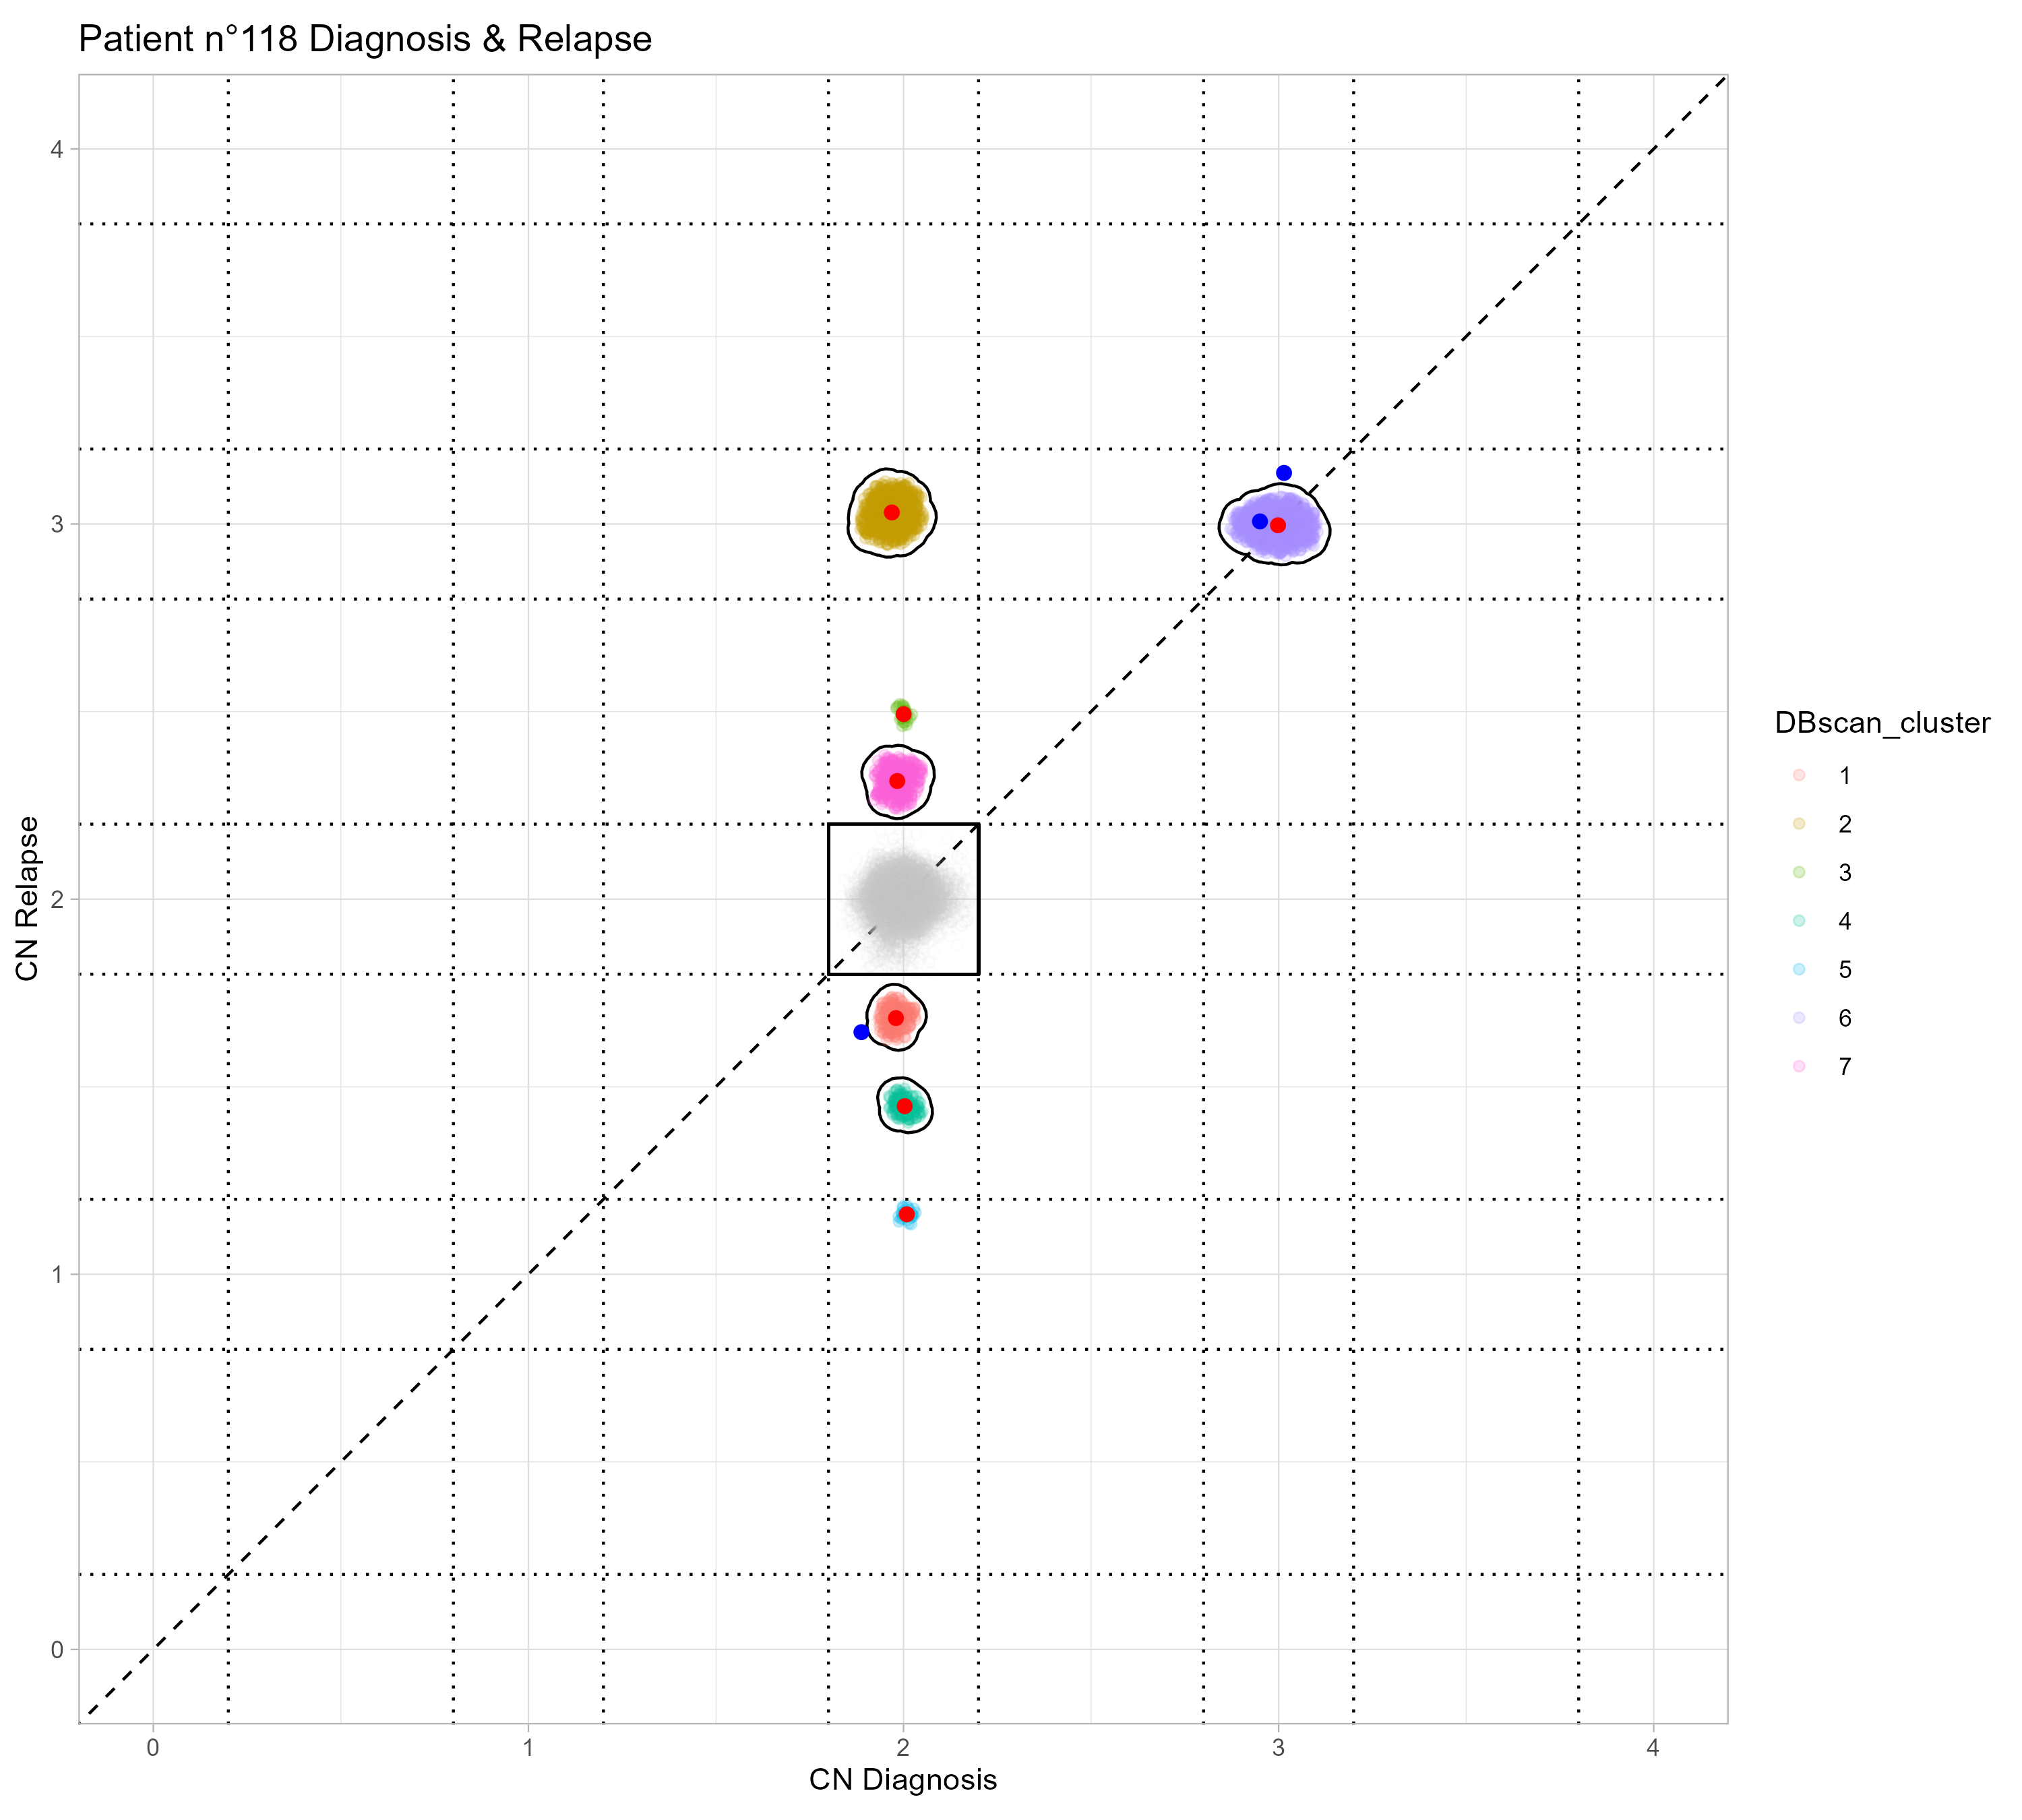 Patient n°118 Diagnosis & Relapse
4
3
2
1
0
CN Relapse
0 1 2 3 4
CN Diagnosis
DBscan_cluster
1
2
3
4
5
6
7